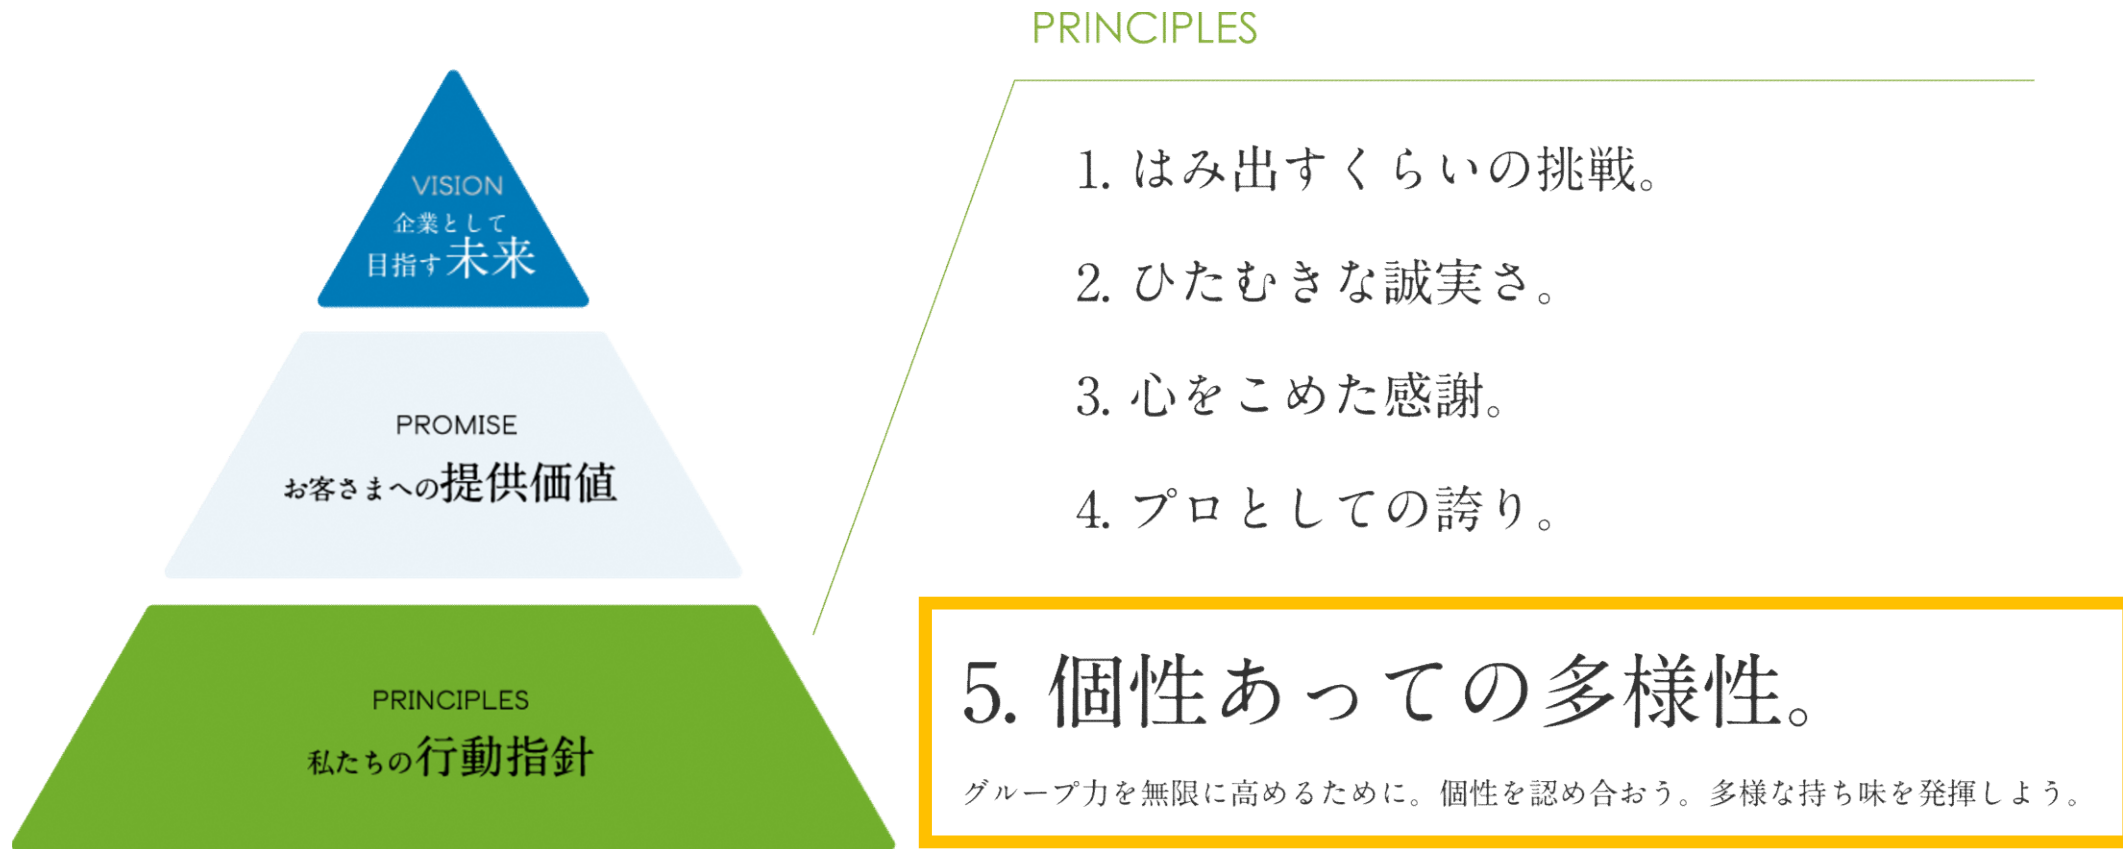 VISION
企業として
目指す未来
PROMISE
お客さまへの提供価値
PRINCIPLES
私たちの行動指針
PRINCIPLES
1. はみ出すくらいの挑戦。
2. ひたむきな誠実さ。
3. 心をこめた感謝。
4. プロとしての誇り。
5. 個性あっての多様性。
グループ力を無限に高めるために。個性を認め合おう。多様な持ち味を発揮しよう。